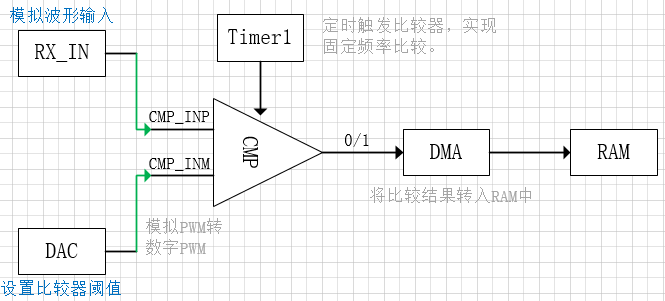 模拟波形输入
RX_IN
Timer1
定时触发比较器，实现
固定频率比较。
CMP_INP
CMP
0/1
DMA
RAM
CMP_INM
将比较结果转入RAM中
模拟PWM转
数字PWM
DAC
设置比较器阈值